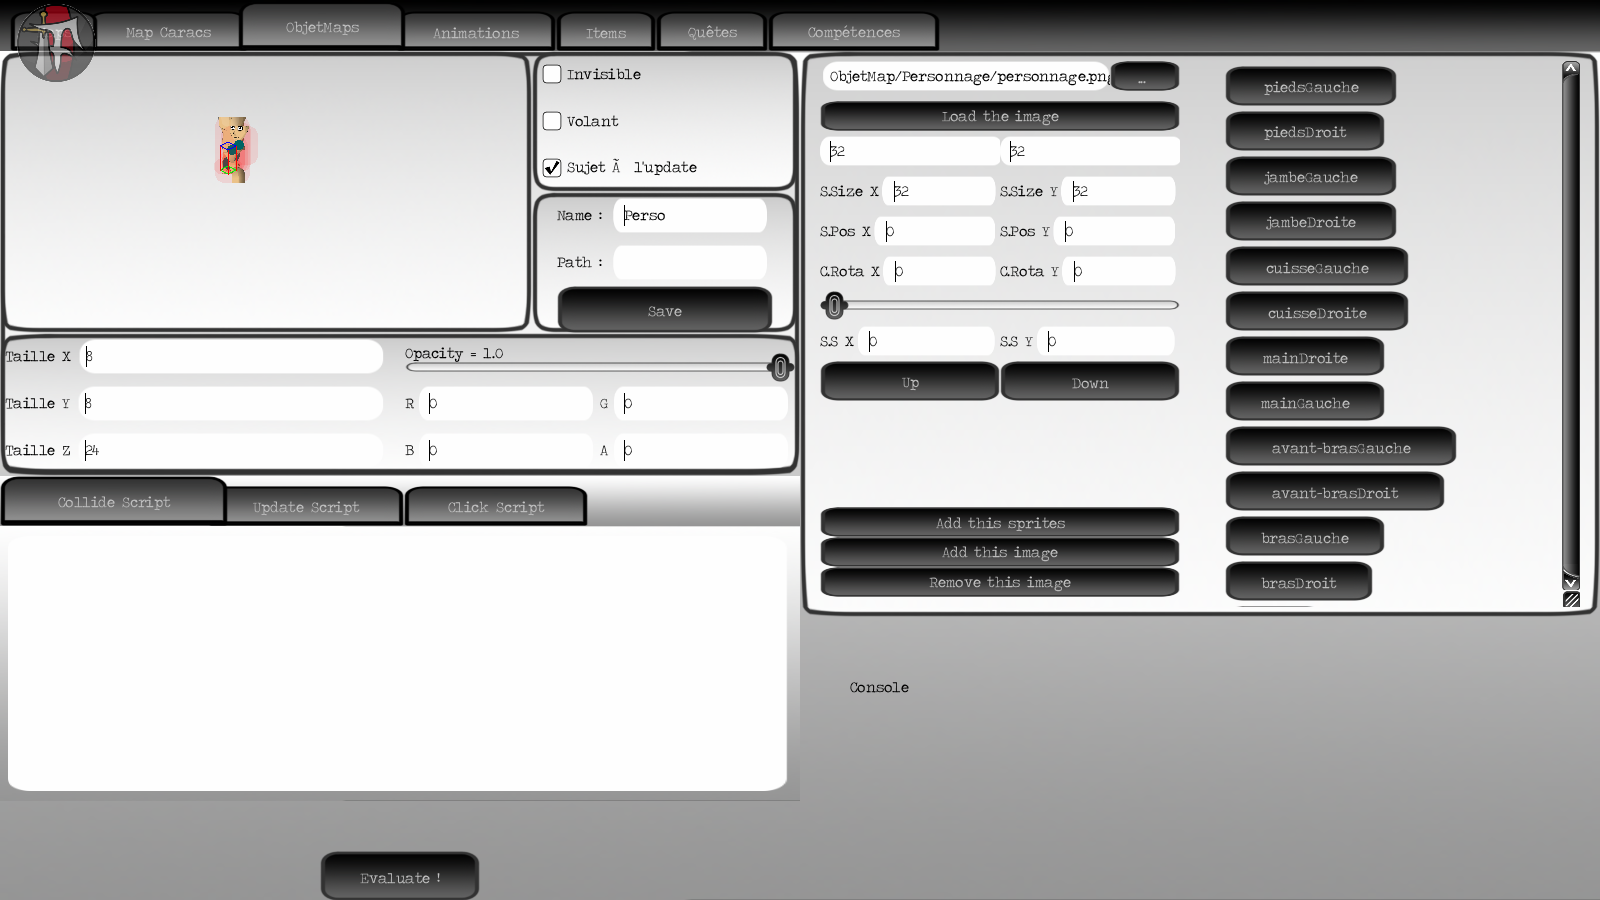 Map Caracs
ObjetMaps
Animations
Items
Quêtes
Compétences
Invisible
Volant
Sujet Ã  l'update
Name :
Perso
Path :
Save
Taille X
8
Opacity = 1.0
Taille Y
8
R
0
G
0
Taille Z
24
B
0
A
0
Collide Script
Update Script
Click Script
Evaluate !
ObjetMap/Personnage/personnage.png
...
Load the image
32
32
S.Size X
32
S.Size Y
32
S.Pos X
0
S.Pos Y
0
C.Rota X
0
C.Rota Y
0
S.S X
0
S.S Y
0
Up
Down
Add this sprites
Add this image
Remove this image
piedsGauche
piedsDroit
jambeGauche
jambeDroite
cuisseGauche
cuisseDroite
mainDroite
mainGauche
avant-brasGauche
avant-brasDroit
brasGauche
brasDroit
Console